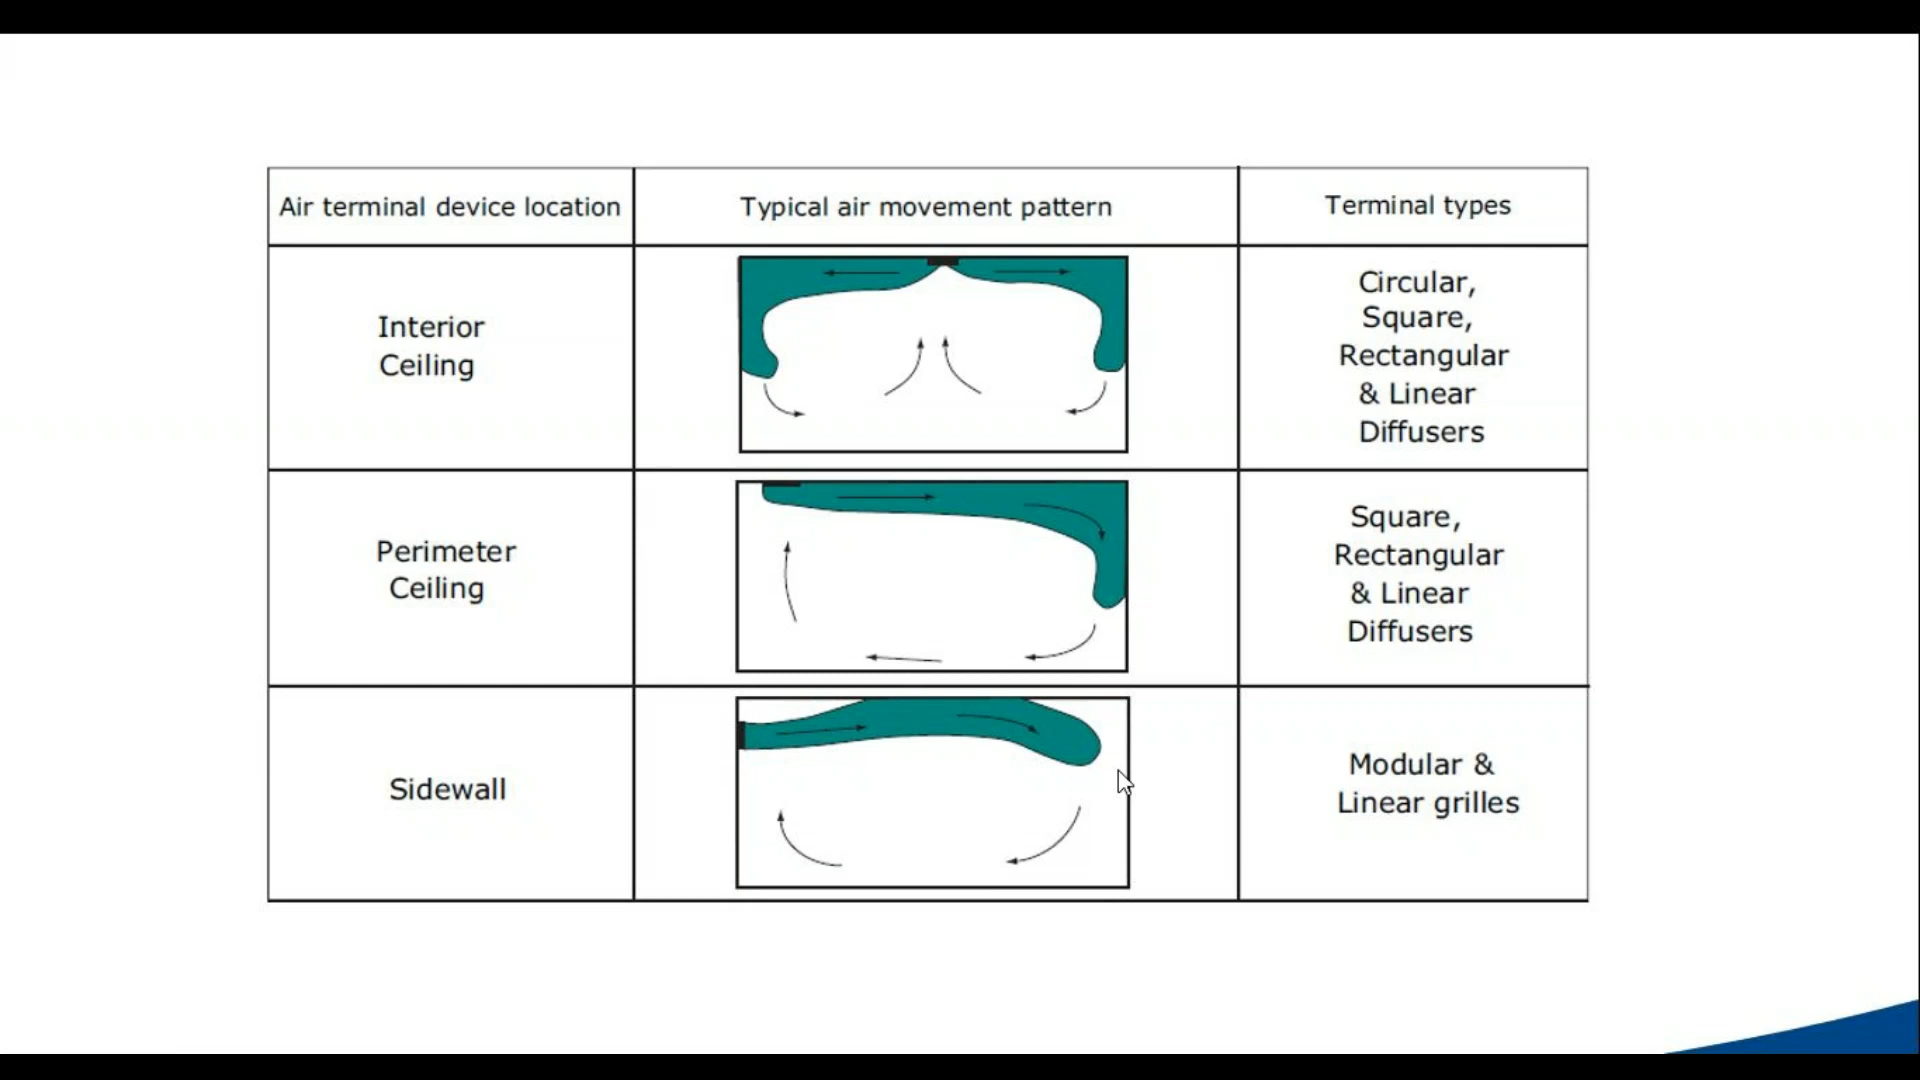 Air terminal device location
Typical air movement pattern
Terminal types
Interior
Ceiling
Circular,
Square,
Rectangular
& Linear
Diffusers
Perimeter
Ceiling
Square,
Rectangular
& Linear
Diffusers
Sidewall
Modular &
Linear grilles